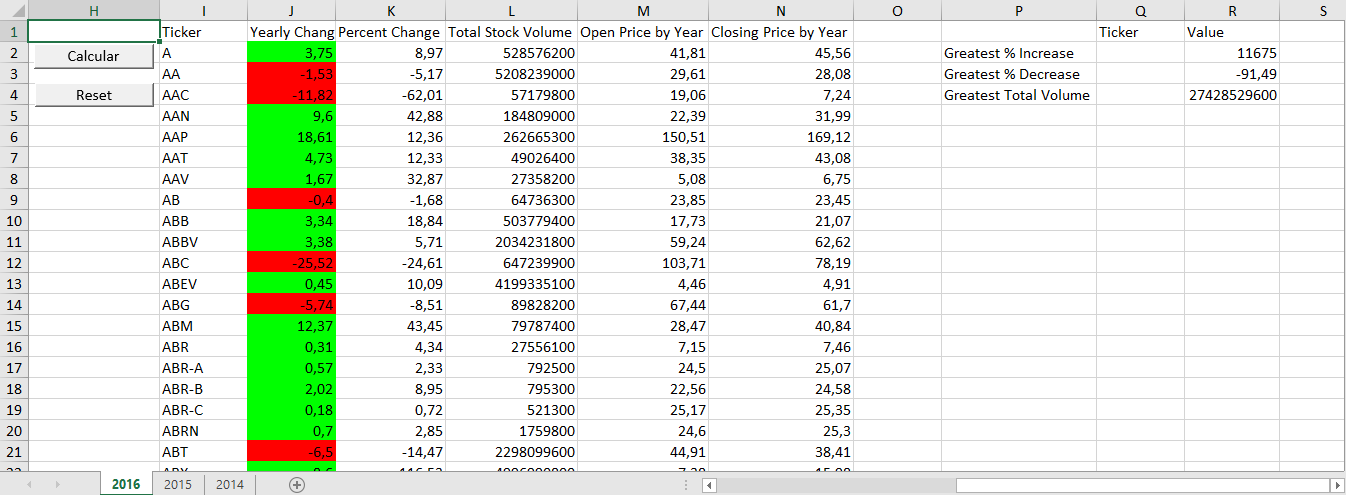 H I J K L M N O P Q R S
1 Ticker Yearly Chang Percent Change Total Stock Volume Open Price by Year Closing Price by Year Ticker Value
2 Calcular A 3,75 8,97 528576200 41,81 45,56 Greatest % Increase 11675
3 AA -1,53 -5,17 5208239000 29,61 28,08 Greatest % Decrease -91,49
4 Reset AAC -11,82 -62,01 57179800 19,06 7,24 Greatest Total Volume 27428529600
5 AAN 9,6 42,88 184809000 22,39 31,99
6 AAP 18,61 12,36 262665300 150,51 169,12
7 AAT 4,73 12,33 49026400 38,35 43,08
8 AAV 1,67 32,87 27358200 5,08 6,75
9 AB -0,4 -1,68 64736300 23,85 23,45
10 ABB 3,34 18,84 503779400 17,73 21,07
11 ABBV 3,38 5,71 2034231800 59,24 62,62
12 ABC -25,52 -24,61 647239900 103,71 78,19
13 ABEV 0,45 10,09 4199335100 4,46 4,91
14 ABG -5,74 -8,51 89828200 67,44 61,7
15 ABM 12,37 43,45 79787400 28,47 40,84
16 ABR 0,31 4,34 27556100 7,15 7,46
17 ABR-A 0,57 2,33 792500 24,5 25,07
18 ABR-B 2,02 8,95 795300 22,56 24,58
19 ABR-C 0,18 0,72 521300 25,17 25,35
20 ABRN 0,7 2,85 1759800 24,6 25,3
21 ABT -6,5 -14,47 2298099600 44,91 38,41
2016 2015 2014